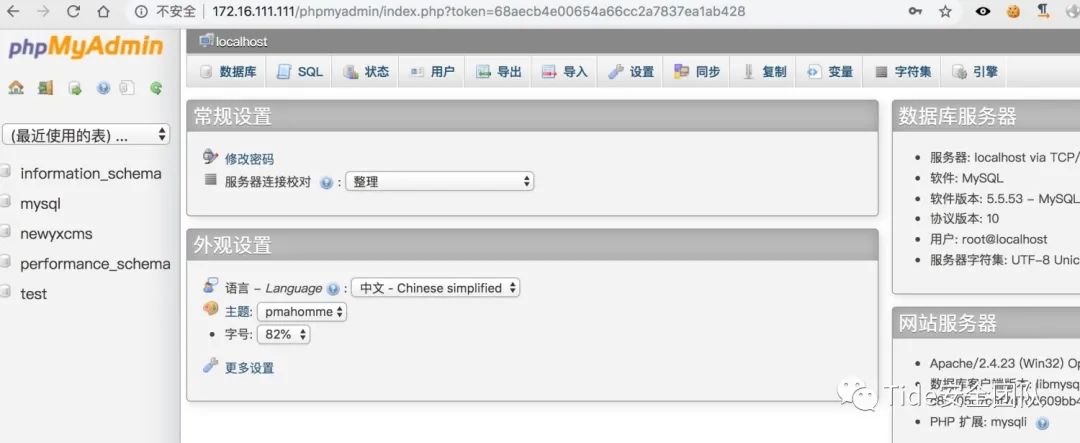 不安全 | 172.16.111.111/phpmyadmin/index.php?token=68aecb4e00654a66cc2a7837ea1ab428
phpMyAdmin
(最近使用的表) ...
information_schema
mysql
newyxcms
performance_schema
test
localhost
数据库 SQL 状态 用户 导出 导入 设置 同步 复制 变量 字符集 引擎
常规设置
修改密码
服务器连接校对 : 整理
外观设置
语言 - Language : 中文 - Chinese simplified
主题: pmahomme
字号: 82%
更多设置
数据库服务器
服务器: localhost via TCP/
软件: MySQL
软件版本: 5.5.53 - MySQL
协议版本: 10
用户: root@localhost
服务器字符集: UTF-8 Unic
网站服务器
Apache/2.4.23 (Win32) Op
数据库客户端版本: libmysq
PHP 扩展: mysqli
Tide安全团队